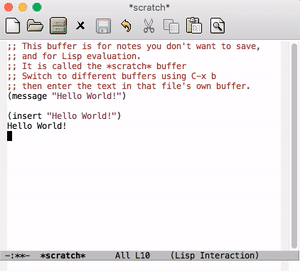 *scratch*
;; This buffer is for notes you don't want to save,
;; and for Lisp evaluation.
;; It is called the *scratch* buffer
;; Switch to different buffers using C-x b
;; then enter the text in that file's own buffer.
(message "Hello World!")
(insert "Hello World!")
Hello World!
-:**-  *scratch*      All L10    (Lisp Interaction)